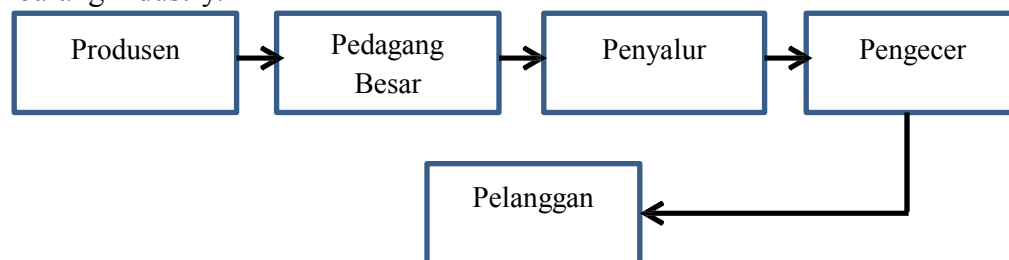 Produsen
Pedagang
Besar
Penyalur
Pengecer
Pelanggan